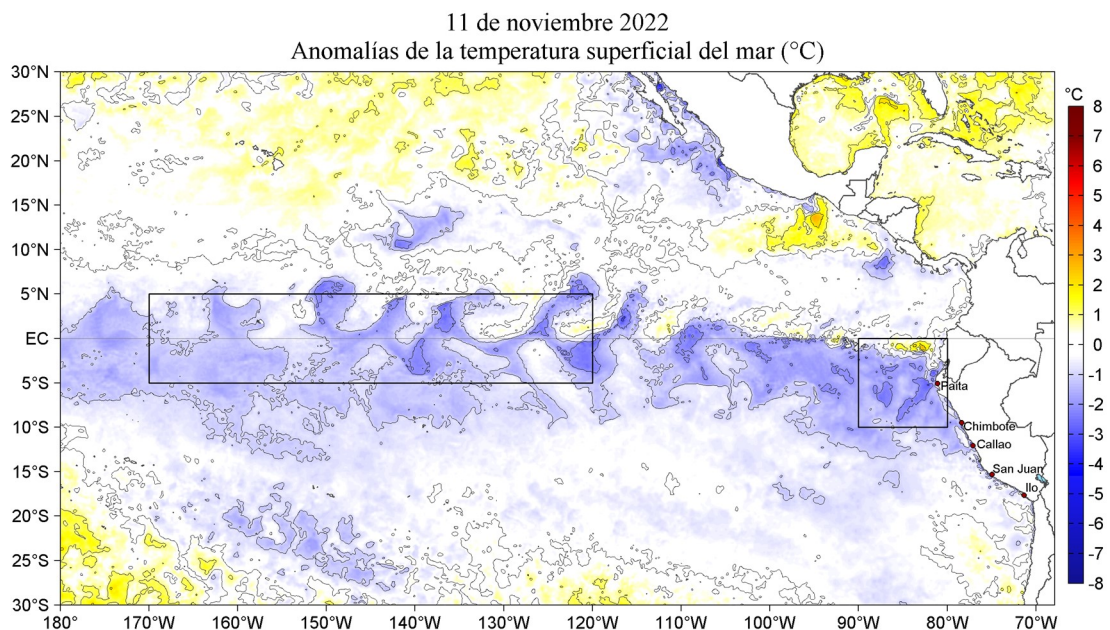 11 de noviembre 2022
Anomalías de la temperatura superficial del mar (°C)
°C
30°N
25°N
20°N
15°N
10°N
5°N
EC
5°S
10°S
15°S
20°S
25°S
30°S
8
7
6
5
4
3
2
1
0
-1
-2
-3
-4
-5
-6
-7
-8
Paita
Chimbote
Callao
San Juan
Ilo
180 170°W 160°W 150°W 140°W 130°W 120°W 110°W 100°W 90°W 80°W 70°W